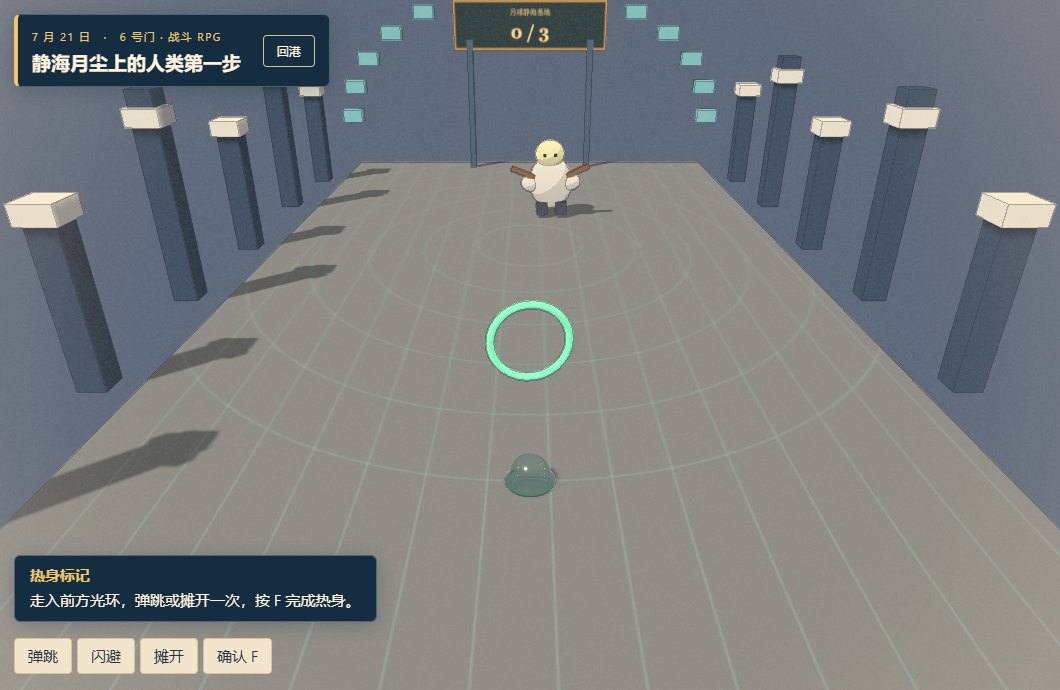 7 月 21 日 · 6 号门 · 战斗 RPG
静海月尘上的人类第一步
回港
月球静海基地
0 / 3
热身标记
走入前方光环，弹跳或摊开一次，按 F 完成热身。
弹跳
闪避
摊开
确认 F